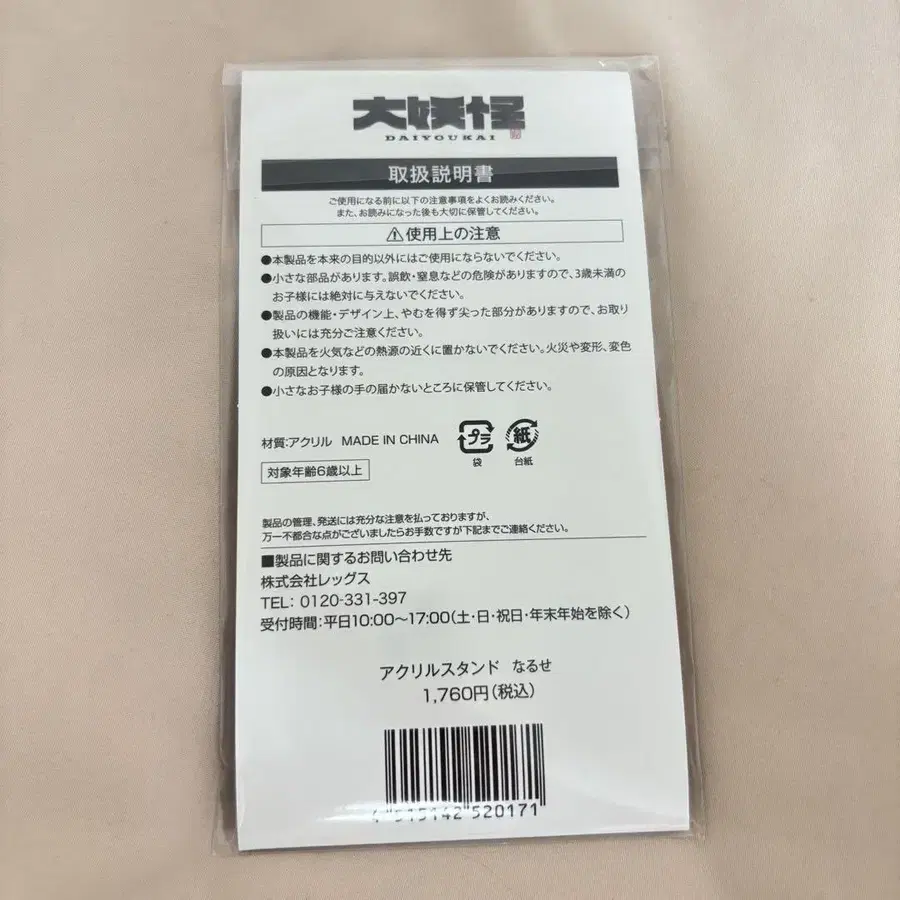 大妖怪
DAIYOUKAI
取扱説明書
ご使用になる前に以下の注意事項をよくお読みください。
また、お読みになった後も大切に保管してください。
⚠使用上の注意
●本製品を本来の目的以外にはご使用にならないでください。
●小さな部品があります。誤飲・窒息などの危険がありますので、3歳未満の
お子様には絶対に与えないでください。
●製品の機能・デザイン上、やむを得ず尖った部分がありますので、お取り
扱いには充分ご注意ください。
●本製品を火気などの熱源の近くに置かないでください。火災や変形、変色
の原因となります。
●小さなお子様の手の届かないところに保管してください。
材質:アクリル MADE IN CHINA
プラ 紙
袋 台紙
対象年齢6歳以上
製品の管理、発送には充分な注意を払っておりますが、
万一不都合な点がございましたらお手数ですが下記までご連絡ください。
■製品に関するお問い合わせ先
株式会社レッグス
TEL: 0120-331-397
受付時間:平日10:00〜17:00(土・日・祝日・年末年始を除く)
アクリルスタンド なるせ
1,760円(税込)
4 515142 520171